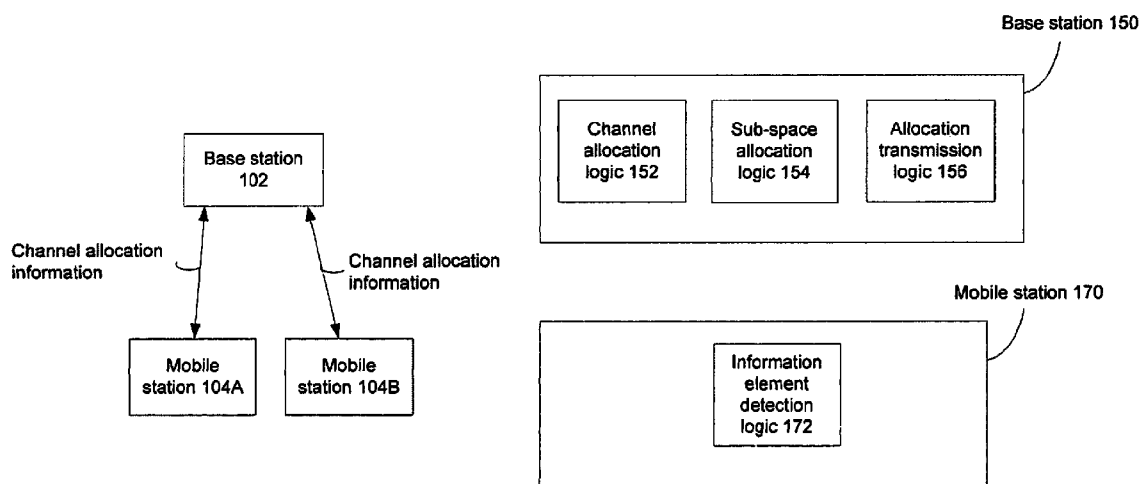 Base station
102
Channel allocation
information
Channel allocation
information
Mobile
station 104A
Mobile
station 104B
Base station 150
Channel
allocation
logic 152
Sub-space
allocation
logic 154
Allocation
transmission
logic 156
Mobile station 170
Information
element
detection
logic 172